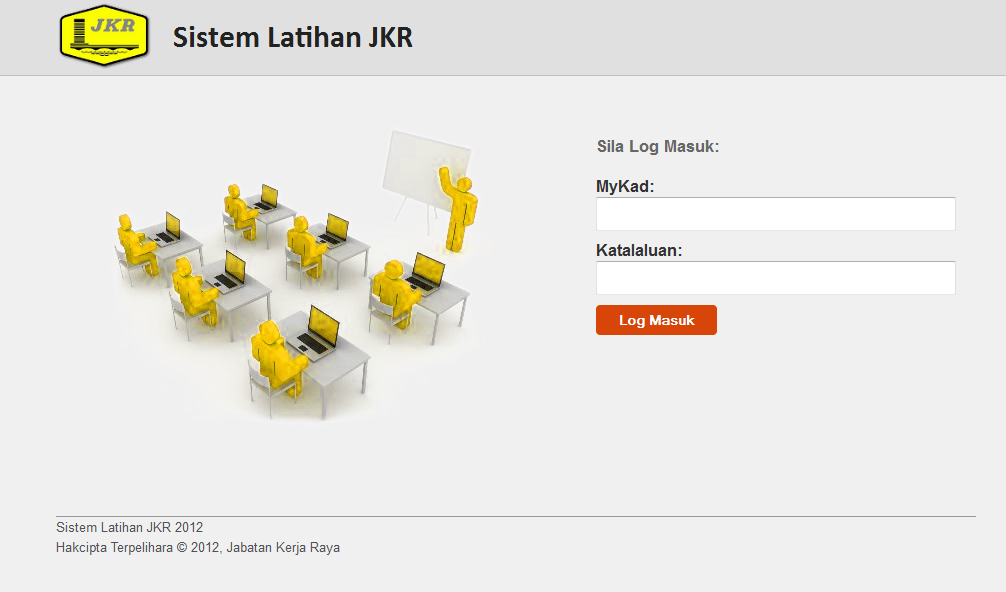 JKR
Sistem Latihan JKR
Sila Log Masuk:
MyKad:
Katalaluan:
Log Masuk
Sistem Latihan JKR 2012
Hakcipta Terpelihara © 2012, Jabatan Kerja Raya